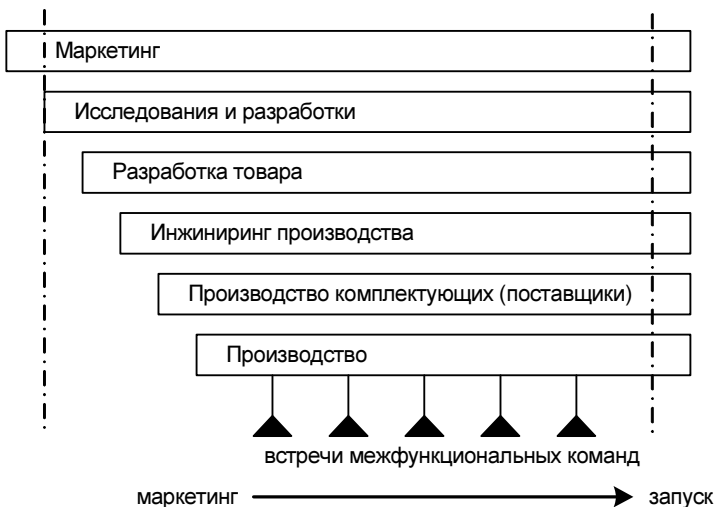 Маркетинг
Исследования и разработки
Разработка товара
Инжиниринг производства
Производство комплектующих (поставщики)
Производство
встречи межфункциональных команд
маркетинг запуск